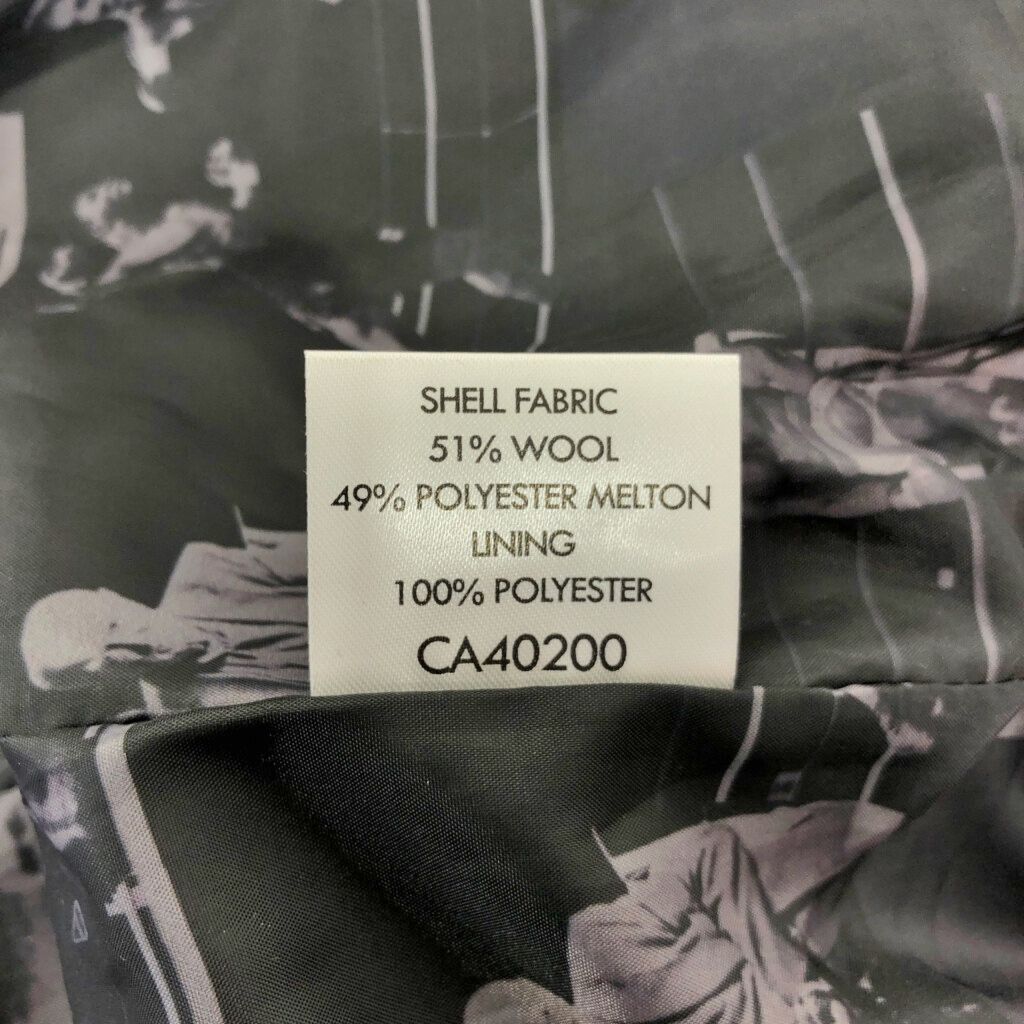 SHELL FABRIC
51% WOOL
49% POLYESTER MELTON
LINING
100% POLYESTER
CA40200